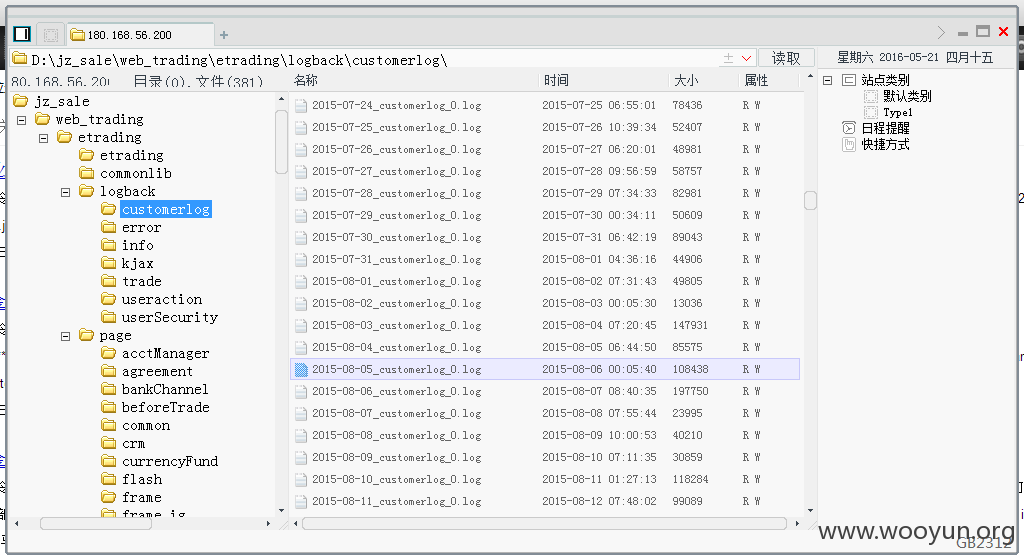 180.168.56.200
D:\jz_sale\web_trading\etrading\logback\customerlog\
读取
星期六 2016-05-21 四月十五
80.168.56.20 目录(0),文件(381)
名称 时间 大小 属性
jz_sale
web_trading
etrading
etrading
commonlib
logback
customerlog
error
info
kjax
trade
useraction
userSecurity
page
acctManager
agreement
bankChannel
beforeTrade
common
crm
currencyFund
flash
frame
frame_jg
2015-07-24_customerlog_0.log 2015-07-25 06:55:01 78436 R W
2015-07-25_customerlog_0.log 2015-07-26 10:39:34 52407 R W
2015-07-26_customerlog_0.log 2015-07-27 06:20:01 48981 R W
2015-07-27_customerlog_0.log 2015-07-28 09:56:59 58757 R W
2015-07-28_customerlog_0.log 2015-07-29 07:34:33 82981 R W
2015-07-29_customerlog_0.log 2015-07-30 00:34:11 50609 R W
2015-07-30_customerlog_0.log 2015-07-31 06:42:19 89043 R W
2015-07-31_customerlog_0.log 2015-08-01 04:36:16 44906 R W
2015-08-01_customerlog_0.log 2015-08-02 07:31:43 49805 R W
2015-08-02_customerlog_0.log 2015-08-03 00:05:30 13036 R W
2015-08-03_customerlog_0.log 2015-08-04 07:20:45 147931 R W
2015-08-04_customerlog_0.log 2015-08-05 06:44:50 85575 R W
2015-08-05_customerlog_0.log 2015-08-06 00:05:40 108438 R W
2015-08-06_customerlog_0.log 2015-08-07 08:40:35 197750 R W
2015-08-07_customerlog_0.log 2015-08-08 07:55:44 23995 R W
2015-08-08_customerlog_0.log 2015-08-09 10:00:53 40210 R W
2015-08-09_customerlog_0.log 2015-08-10 07:11:35 30859 R W
2015-08-10_customerlog_0.log 2015-08-11 01:27:13 118284 R W
2015-08-11_customerlog_0.log 2015-08-12 07:48:02 99089 R W
站点类别
默认类别
Type1
日程提醒
快捷方式
www.wooyun.org
GB2312